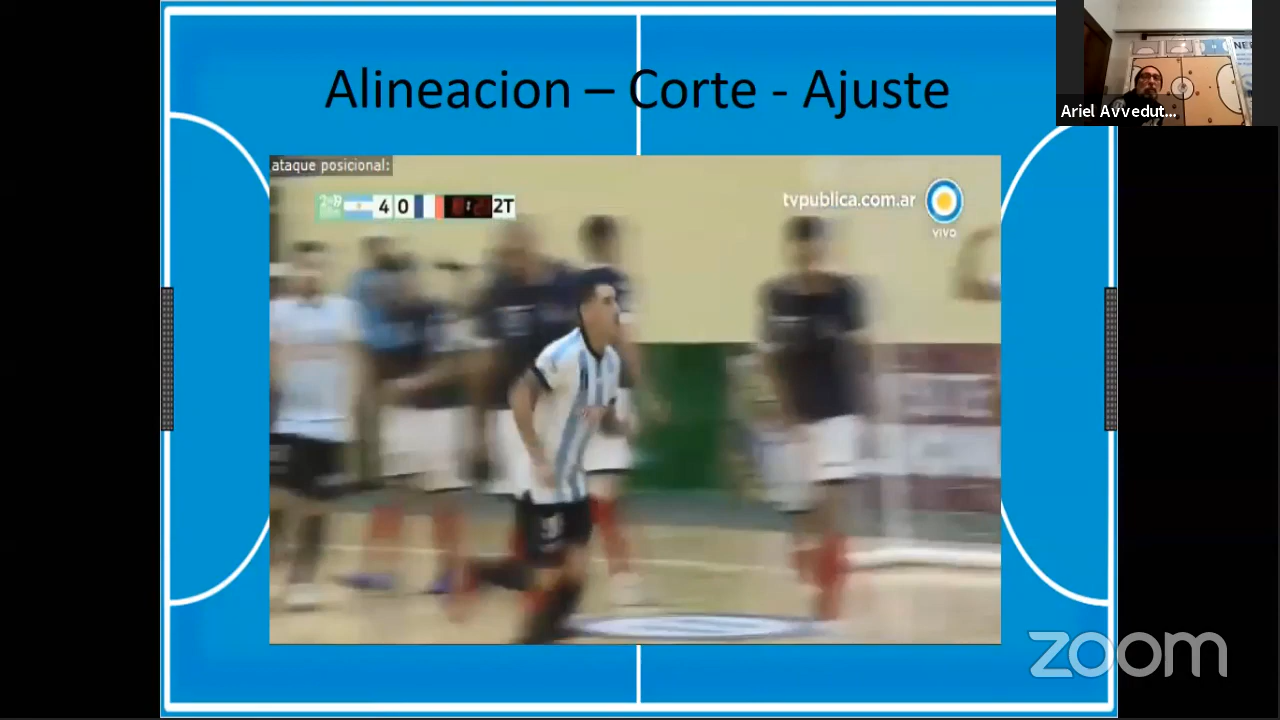 Alineacion – Corte - Ajuste
Ariel Avvedut...
ataque posicional:
4 0 2T
tvpublica.com.ar
VIVO
zoom